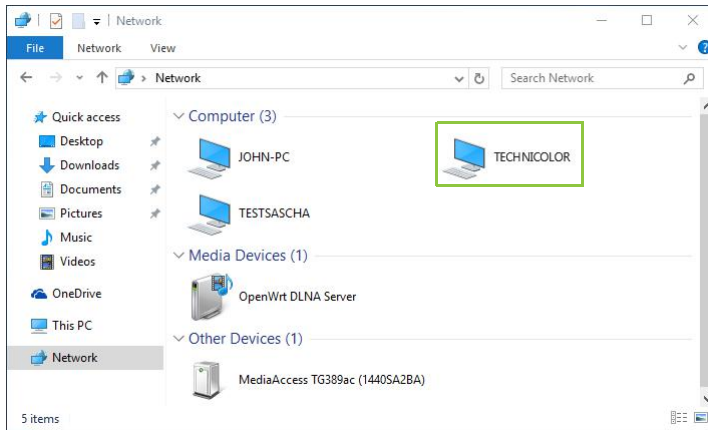 Network
File Network View
Network Search Network
Quick access
Desktop
Downloads
Documents
Pictures
Music
Videos
OneDrive
This PC
Network
Computer (3)
JOHN-PC TECHNICOLOR
TESTSASCHA
Media Devices (1)
OpenWrt DLNA Server
Other Devices (1)
MediaAccess TG389ac (1440SA2BA)
5 items